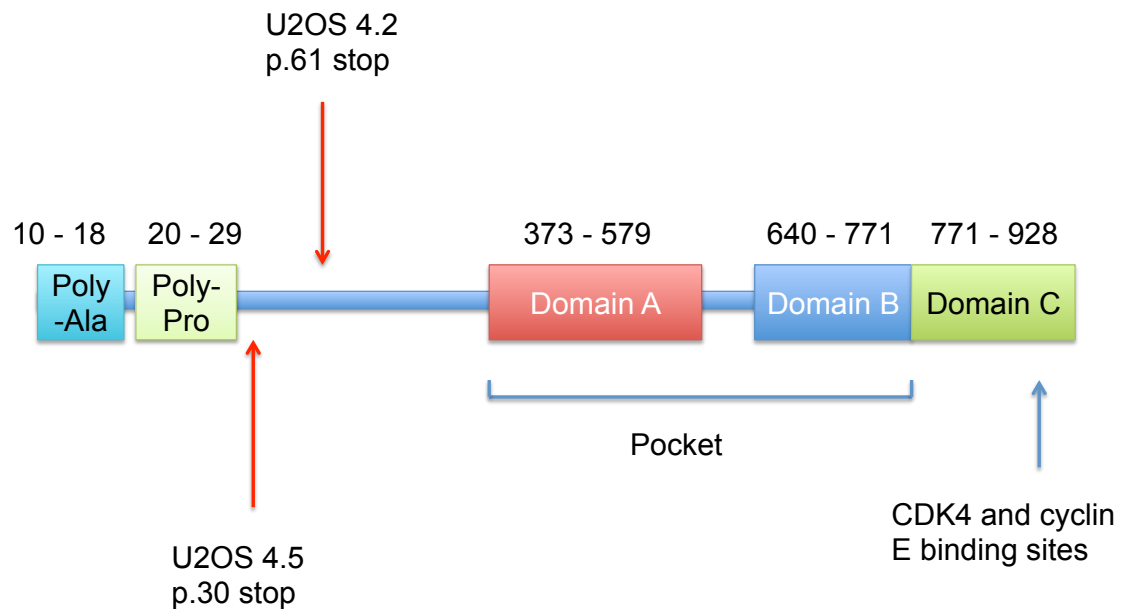 U2OS 4.2
p.61 stop
10 - 18
20 - 29
373 - 579
640 - 771
771 - 928
Poly
-Ala
Poly-
Pro
Domain A
Domain B
Domain C
Pocket
CDK4 and cyclin
E binding sites
U2OS 4.5
p.30 stop